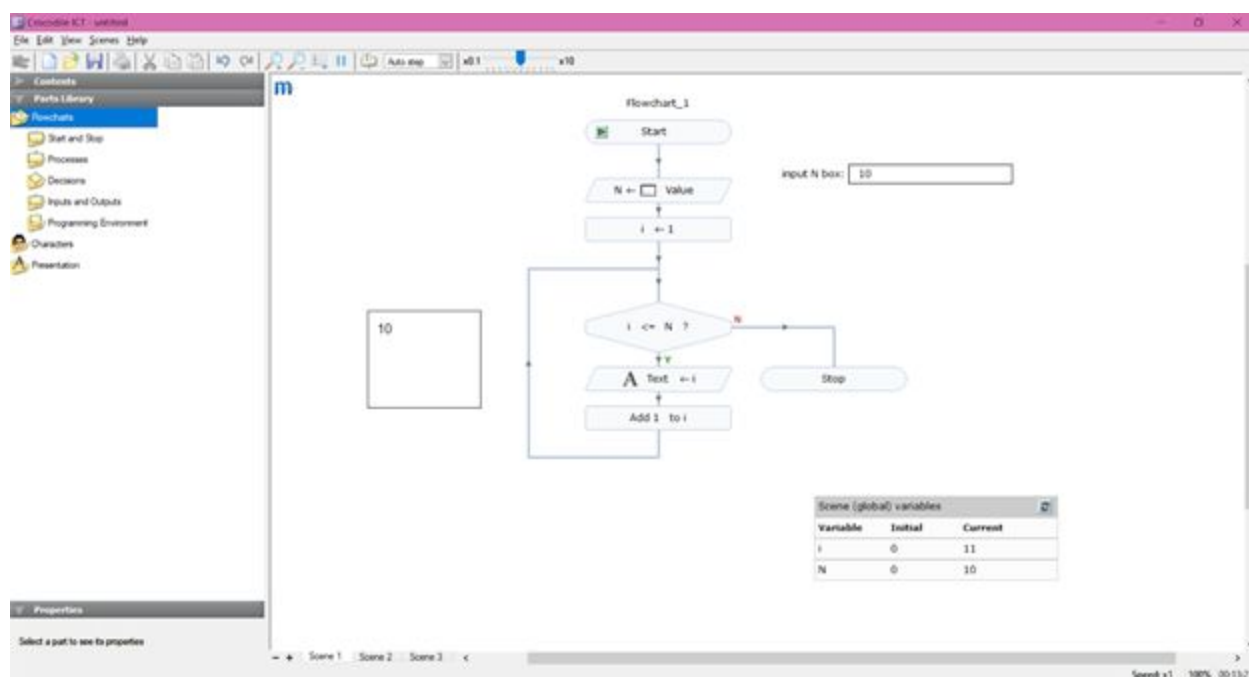 Crocodile ICT - untitled
File Edit View Scenes Help
Auto step x0.1 x10
Contents
Parts Library
Flowcharts
Start and Stop
Processes
Decisions
Inputs and Outputs
Programming Environment
Characters
Presentation
m
Flowchart_1
Start
N ← Value
input N box: 10
i ← 1
10
i <= N ?
N
Y
A Text ← i
Stop
Add 1 to i
Scene (global) variables
Variable Initial Current
i 0 11
N 0 10
Properties
Select a part to see its properties
- + Scene 1 Scene 2 Scene 3 < >
Speed: x1 100%